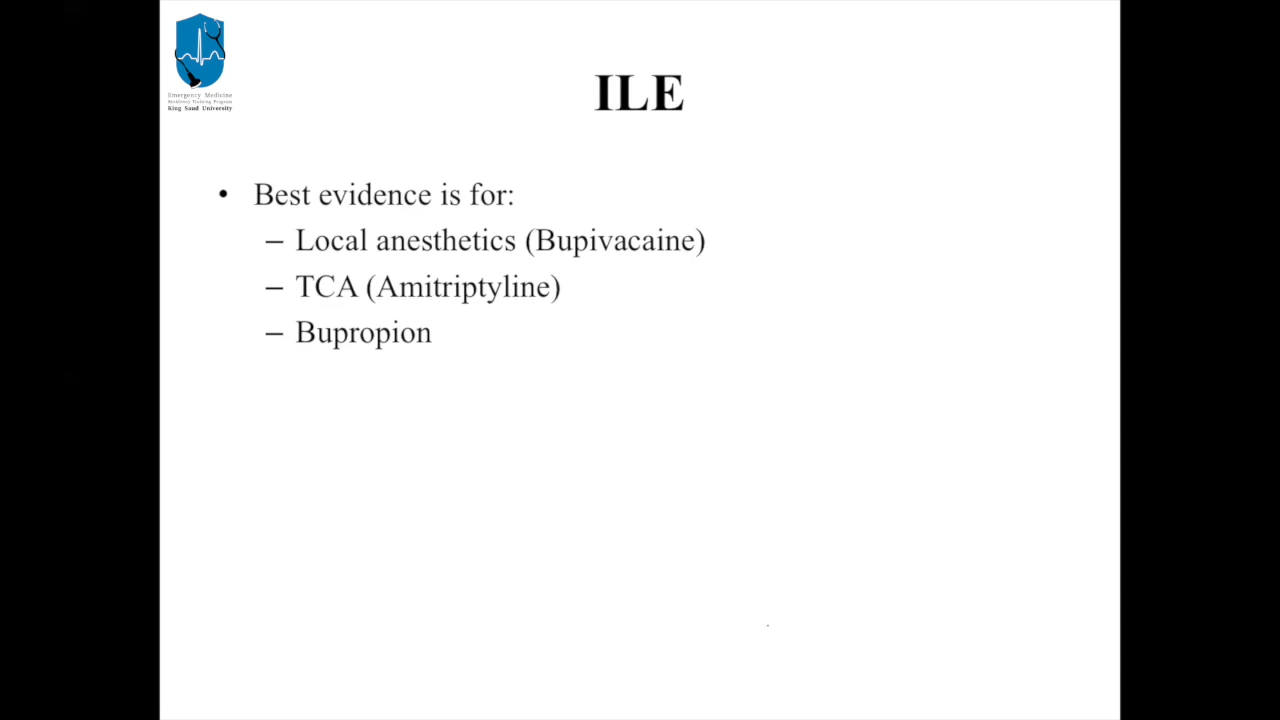 Emergency Medicine
Residency Training Program
King Saud University
ILE
• Best evidence is for:
– Local anesthetics (Bupivacaine)
– TCA (Amitriptyline)
– Bupropion